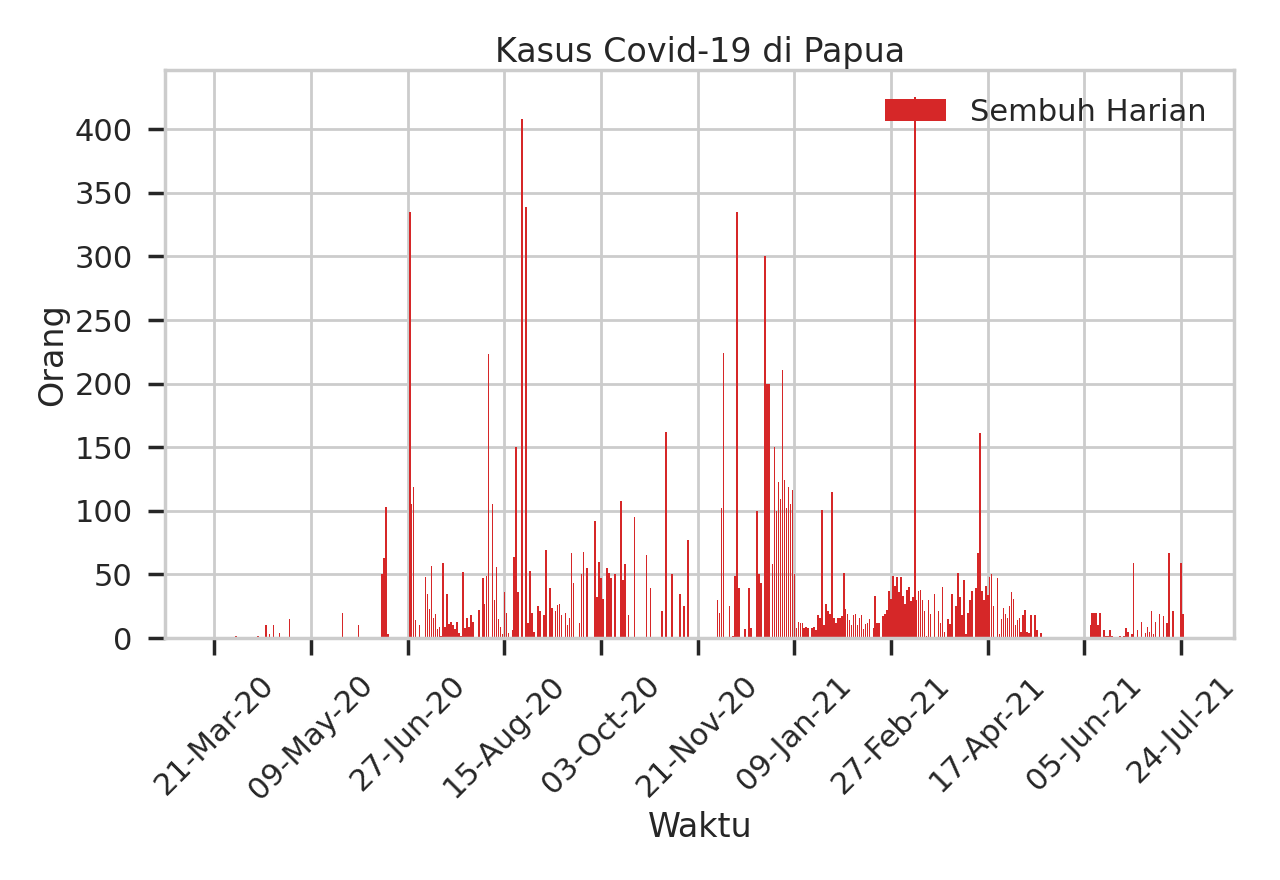 Kasus Covid-19 di Papua
Sembuh Harian
Orang
400
350
300
250
200
150
100
50
0
21-Mar-20
09-May-20
27-Jun-20
15-Aug-20
03-Oct-20
21-Nov-20
09-Jan-21
27-Feb-21
17-Apr-21
05-Jun-21
24-Jul-21
Waktu